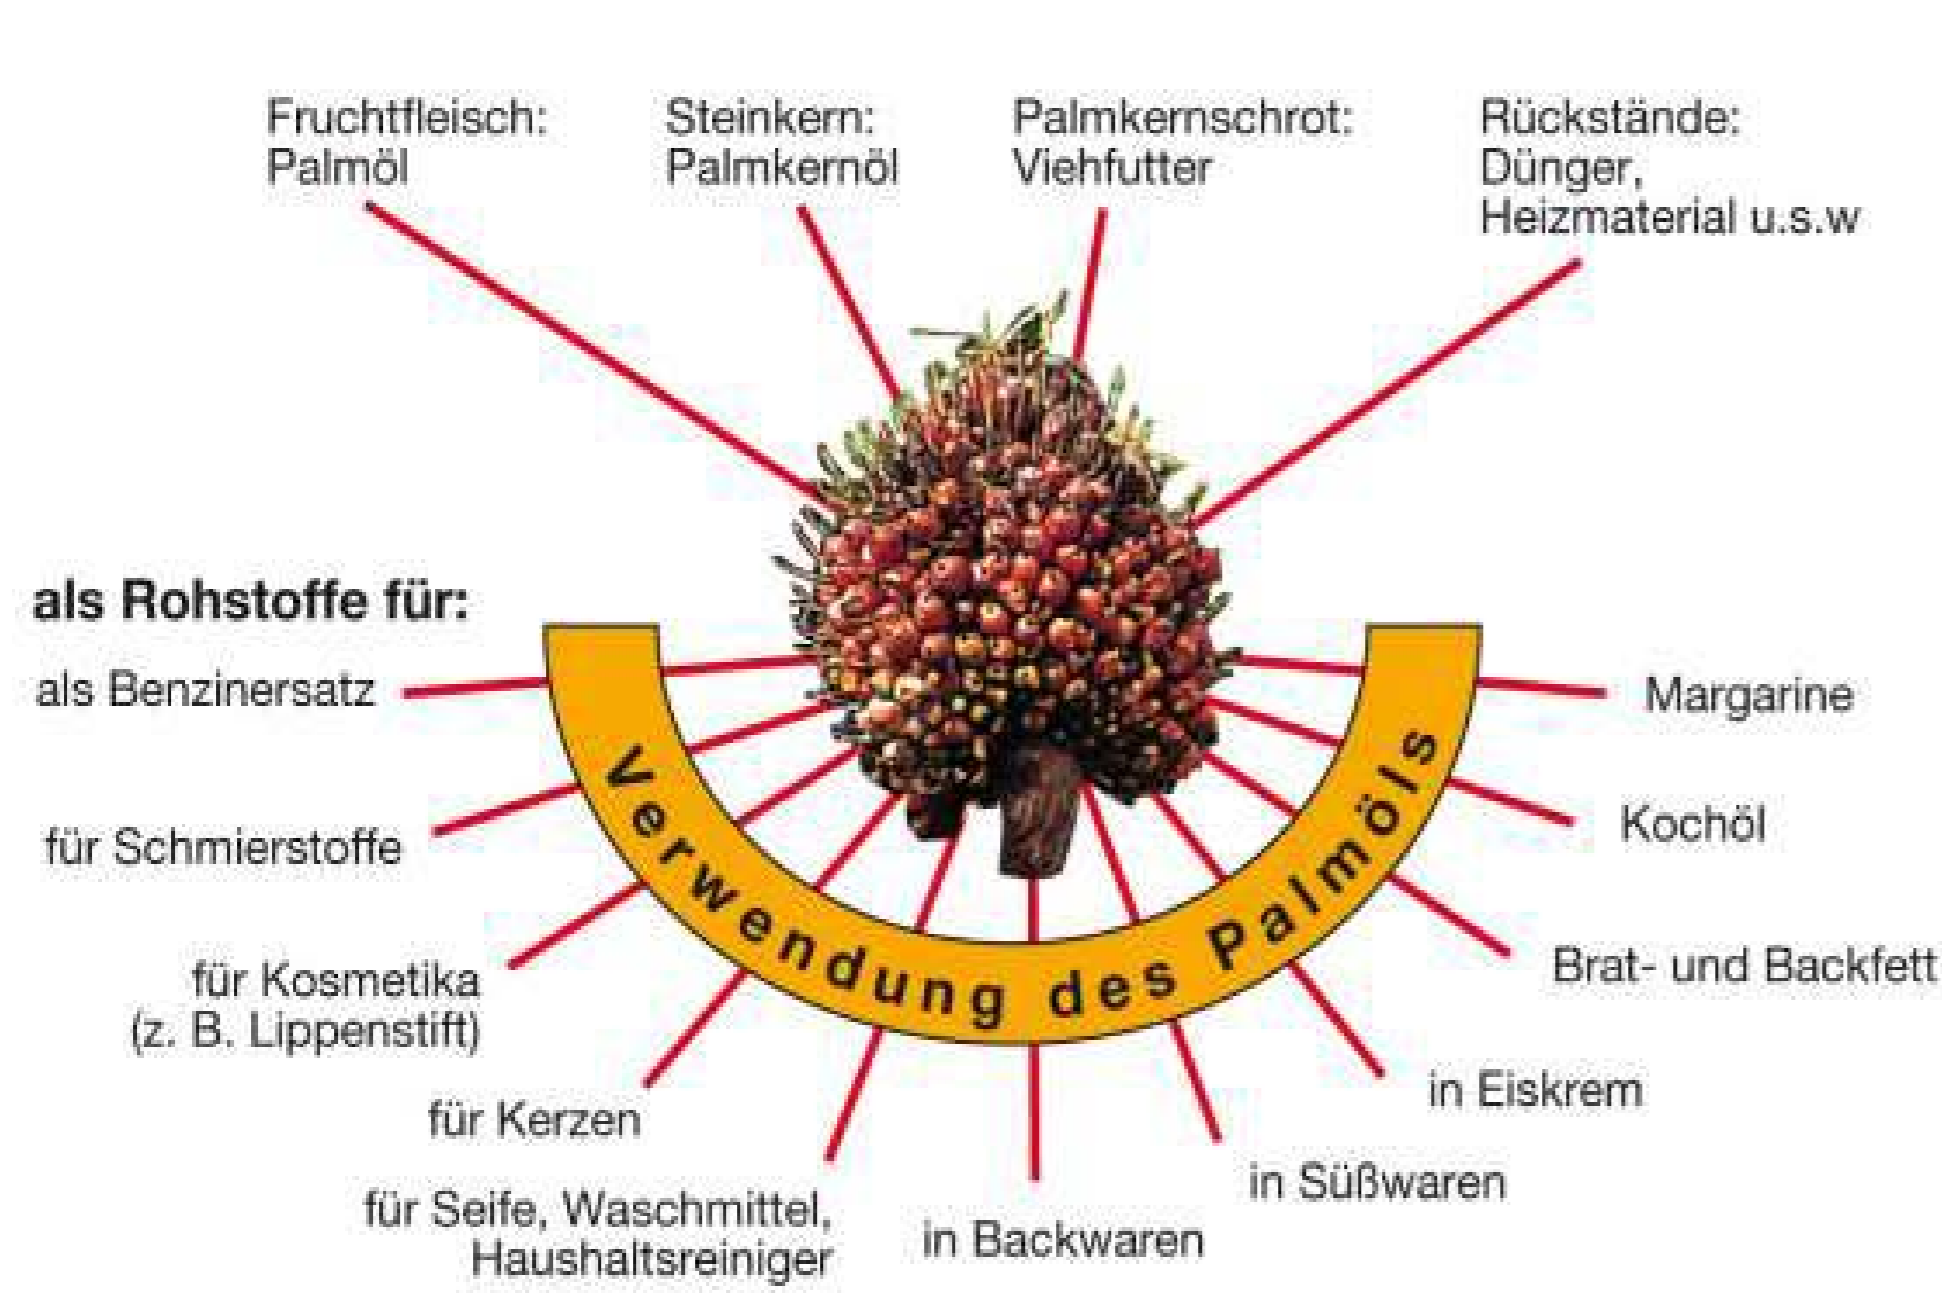 Fruchtfleisch:
Palmöl
Steinkern:
Palmkernöl
Palmkernschrot:
Viehfutter
Rückstände:
Dünger,
Heizmaterial u.s.w
als Rohstoffe für:
als Benzinersatz
für Schmierstoffe
für Kosmetika
(z. B. Lippenstift)
für Kerzen
für Seife, Waschmittel,
Haushaltsreiniger
in Backwaren
in Süßwaren
in Eiskrem
Brat- und Backfett
Kochöl
Margarine
Verwendung des Palmöls